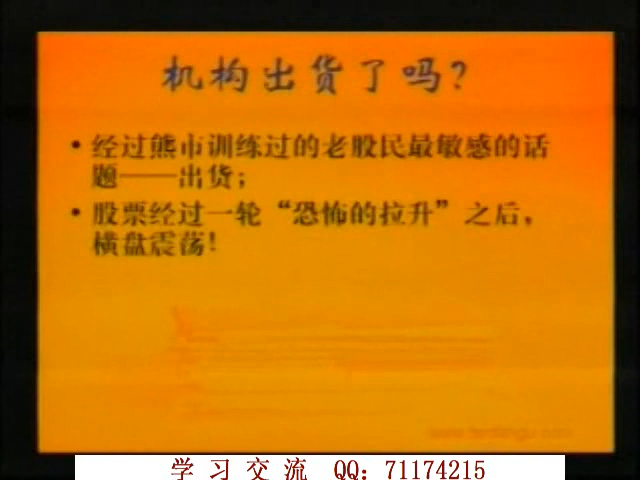 机构出货了吗?
• 经过熊市训练过的老股民最敏感的话
题——出货;
• 股票经过一轮“恐怖的拉升”之后,
横盘震荡!
学习交流 QQ: 71174215